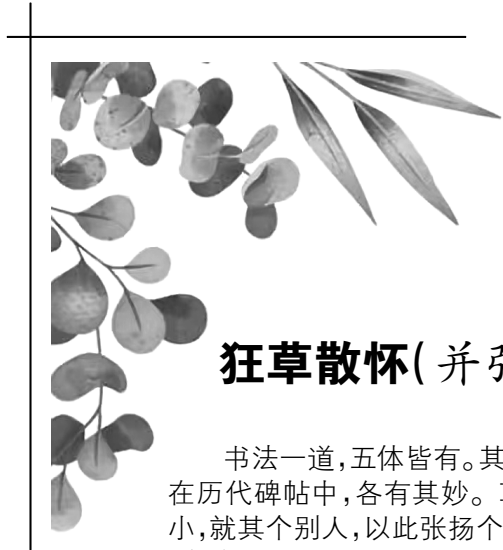 狂草散怀(并
书法一道,五体皆有。其
在历代碑帖中,各有其妙。
小,就其个别人,以此张扬个